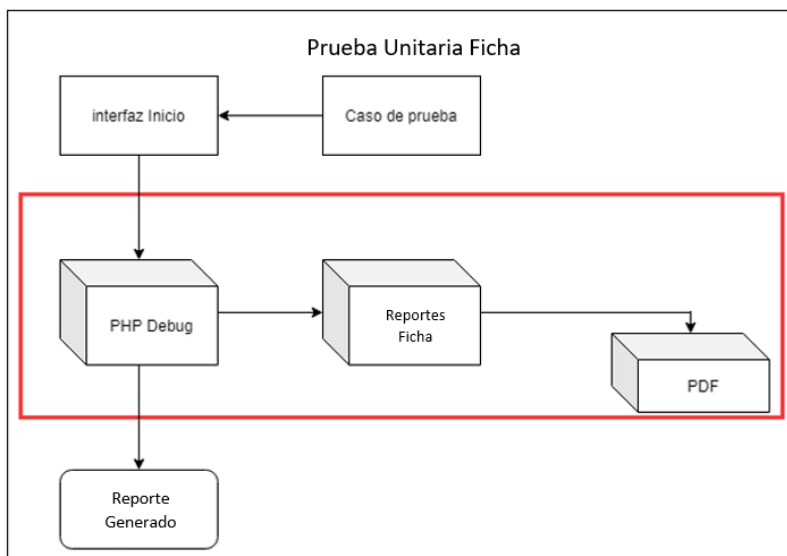 Prueba Unitaria Ficha
interfaz Inicio
Caso de prueba
PHP Debug
Reportes
Ficha
PDF
Reporte
Generado